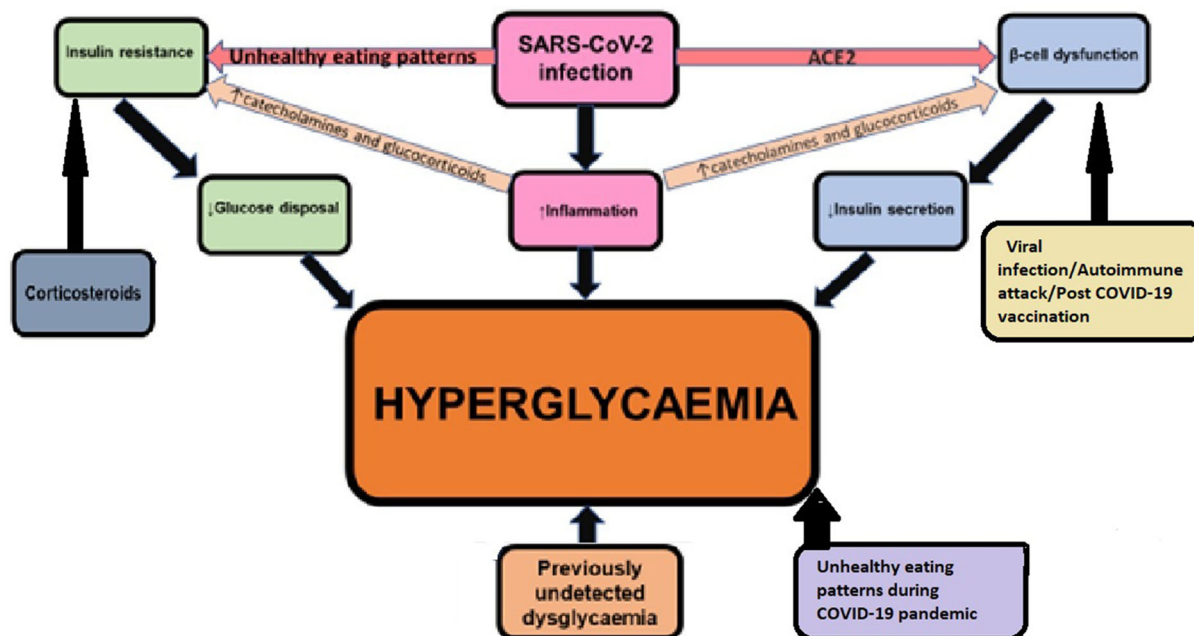 Insulin resistance
Unhealthy eating patterns
SARS-CoV-2
infection
ACE2
β-cell dysfunction
↑catecholamines and glucocorticoids
↑catecholamines and glucocorticoids
↓Glucose disposal
↑Inflammation
↓Insulin secretion
Corticosteroids
Viral
infection/Autoimmune
attack/Post COVID-19
vaccination
HYPERGLYCAEMIA
Previously
undetected
dysglycaemia
Unhealthy eating
patterns during
COVID-19 pandemic